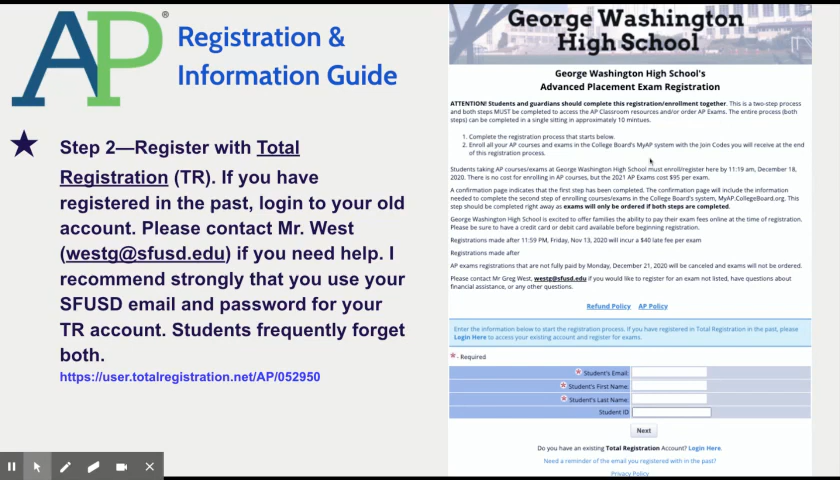 AP®
Registration &
Information Guide
Step 2—Register with Total
Registration (TR). If you have
registered in the past, login to your old
account. Please contact Mr. West
(westg@sfusd.edu) if you need help. I
recommend strongly that you use your
SFUSD email and password for your
TR account. Students frequently forget
both.
https://user.totalregistration.net/AP/052950
George Washington
High School
George Washington High School's
Advanced Placement Exam Registration
ATTENTION! Students and guardians should complete this registration/enrollment together. This is a two-step process
and both steps MUST be completed to access the AP Classroom resources and/or order AP Exams. The entire process (both
steps) can be completed in a single sitting in approximately 10 mintues.
1. Complete the registration process that starts below.
2. Enroll all your AP courses and exams in the College Board's MyAP system with the Join Codes you will receive at the end
of this registration process.
Students taking AP courses/exams at George Washington High School must enroll/register here by 11:19 am, December 18,
2020. There is no cost for enrolling in AP courses, but the 2021 AP Exams cost $95 per exam.
A confirmation page indicates that the first step has been completed. The confirmation page will include the information
needed to complete the second step of enrolling courses/exams in the College Board's system, MyAP.CollegeBoard.org. This
step should be completed right away as exams will only be ordered if both steps are completed.
George Washington High School is excited to offer families the ability to pay their exam fees online at the time of registration.
Please be sure to have a credit card or debit card available before beginning registration.
Registrations made after 11:59 PM, Friday, Nov 13, 2020 will incur a $40 late fee per exam
Registrations made after
AP exams registrations that are not fully paid by Monday, December 21, 2020 will be canceled and exams will not be ordered.
Please contact Mr Greg West, westg@sfusd.edu if you would like to register for an exam not listed, have questions about
financial assistance, or any other questions.
Refund Policy AP Policy
Enter the information below to start the registration process. If you have registered in Total Registration in the past, please
Login Here to access your existing account and register for exams.
* - Required
* Student's Email:
* Student's First Name:
* Student's Last Name:
Student ID
Next
Do you have an existing Total Registration Account? Login Here.
Need a reminder of the email you registered with in the past?
Privacy Policy